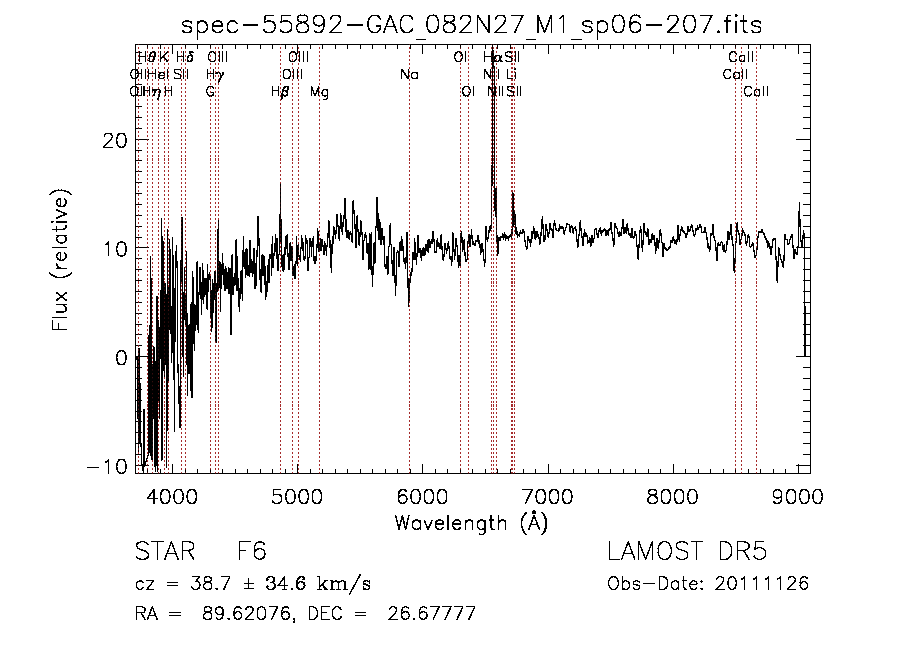 spec-55892-GAC_082N27_M1_sp06-207.fits
Hθ K Hδ OIII OIII OI Hα SII CaII
OII HeI SII Hγ OIII Na NII Li CaII
Hη H G Hβ Mg OI NII SII CaII
20
10
0
-10
Flux (relative)
4000 5000 6000 7000 8000 9000
Wavelength (Å)
STAR F6 LAMOST DR5
cz = 38.7 ± 34.6 km/s Obs-Date: 20111126
RA = 89.62076, DEC = 26.67777